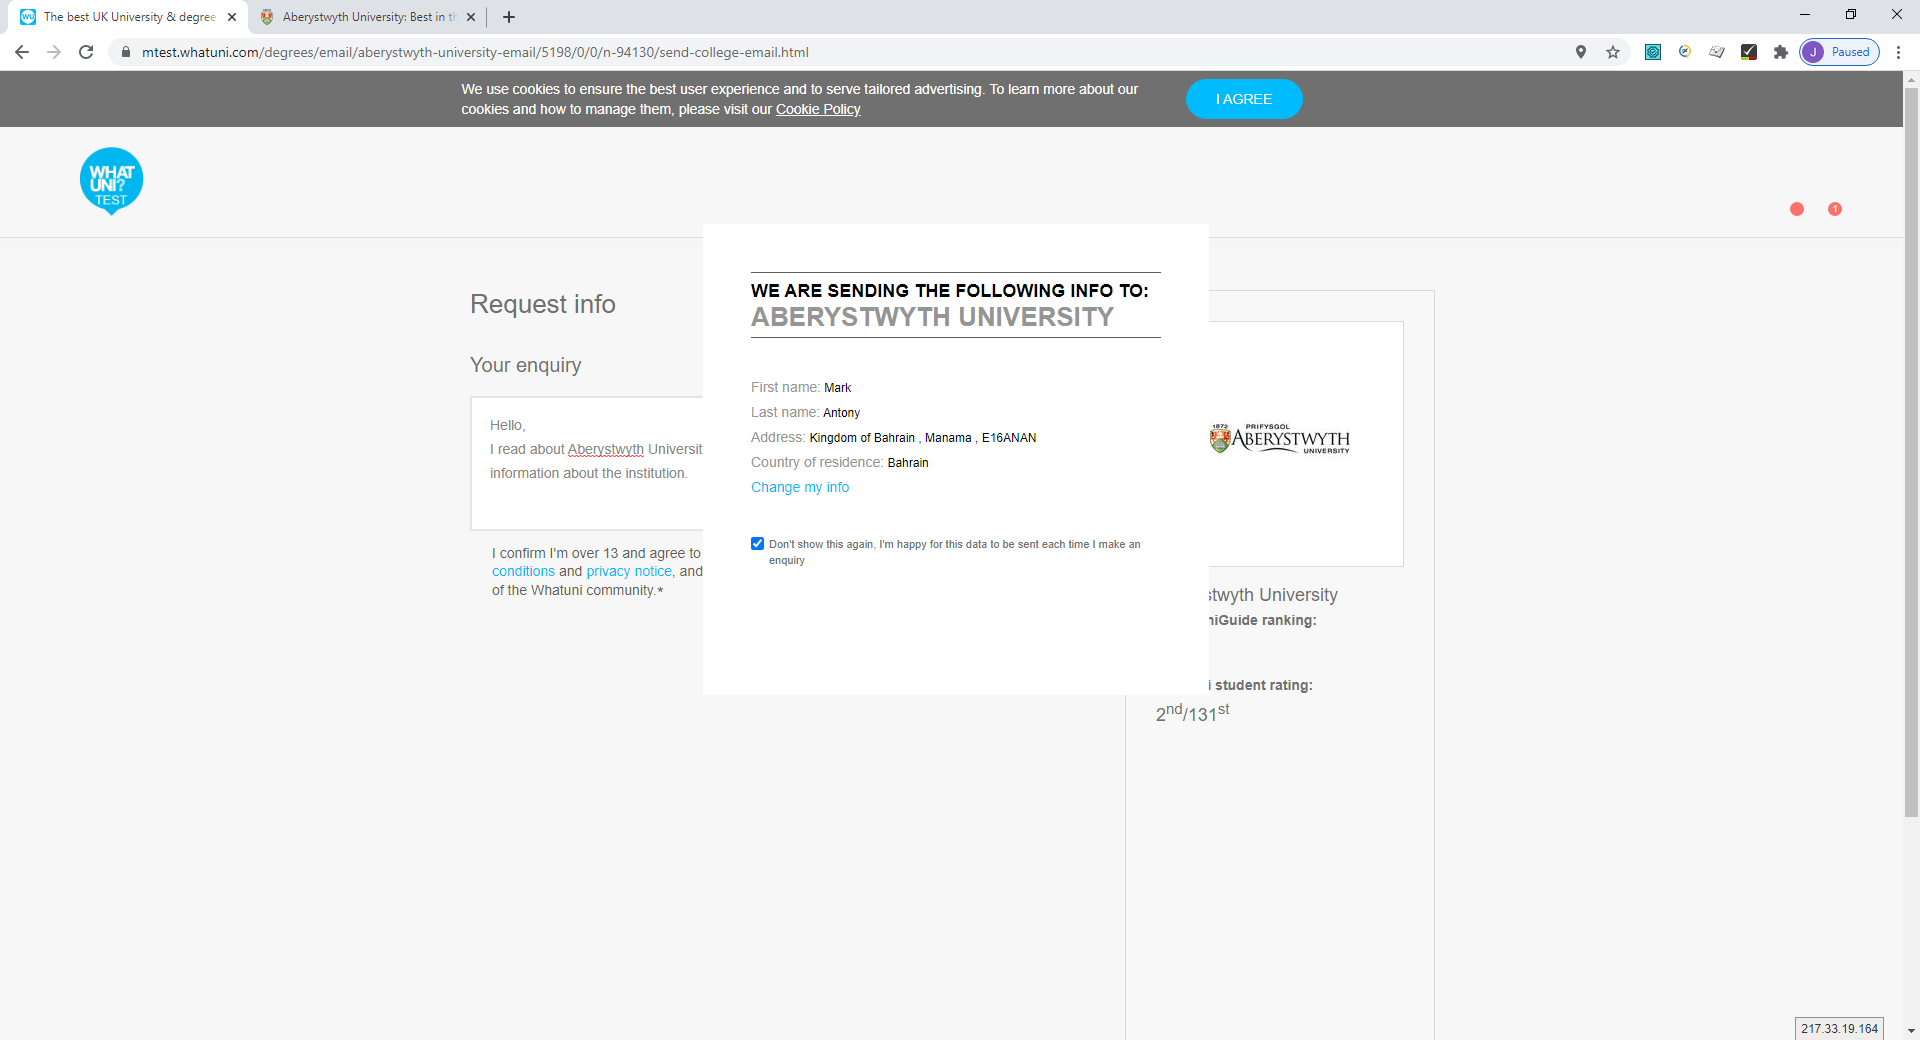 The best UK University & degree
Aberystwyth University: Best in th
mtest.whatuni.com/degrees/email/aberystwyth-university-email/5198/0/0/n-94130/send-college-email.html
J Paused
We use cookies to ensure the best user experience and to serve tailored advertising. To learn more about our
cookies and how to manage them, please visit our Cookie Policy
I AGREE
WHAT
UNI?
TEST
1
WE ARE SENDING THE FOLLOWING INFO TO:
ABERYSTWYTH UNIVERSITY
Request info
Your enquiry
Hello,
I read about Aberystwyth Universit
information about the institution.
I confirm I'm over 13 and agree to
conditions and privacy notice, and
of the Whatuni community.*
First name: Mark
Last name: Antony
Address: Kingdom of Bahrain , Manama , E16ANAN
Country of residence: Bahrain
Change my info
Don't show this again, I'm happy for this data to be sent each time I make an
enquiry
1872
PRIFYSGOL
ABERYSTWYTH
UNIVERSITY
stwyth University
niGuide ranking:
i student rating:
2nd/131st
217.33.19.164